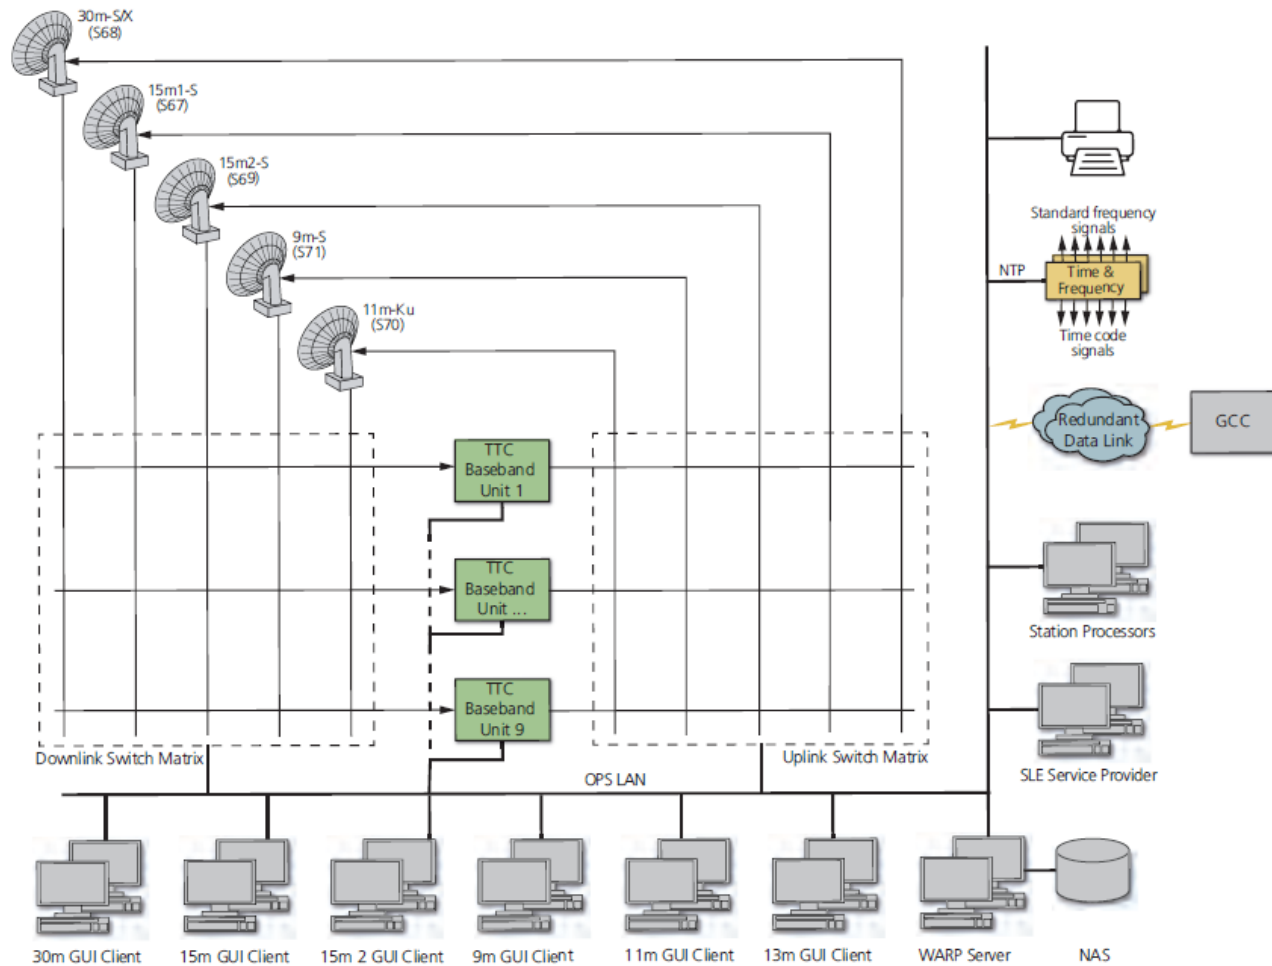 30m-S/X
(S68)
15m1-S
(S67)
15m2-S
(S69)
9m-S
(S71)
11m-Ku
(S70)
Standard frequency
signals
NTP
Time &
Frequency
Time code
signals
Redundant
Data Link
GCC
TTC
Baseband
Unit 1
TTC
Baseband
Unit ...
TTC
Baseband
Unit 9
Station Processors
Downlink Switch Matrix
Uplink Switch Matrix
SLE Service Provider
OPS LAN
30m GUI Client
15m GUI Client
15m 2 GUI Client
9m GUI Client
11m GUI Client
13m GUI Client
WARP Server
NAS